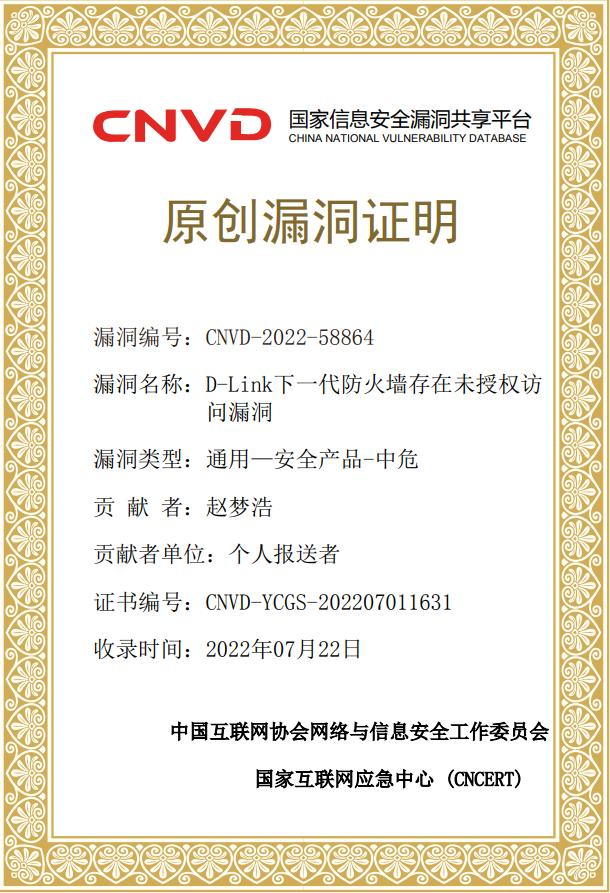 CNVD 国家信息安全漏洞共享平台
CHINA NATIONAL VULNERABILITY DATABASE
原创漏洞证明
漏洞编号：CNVD-2022-58864
漏洞名称：D-Link下一代防火墙存在未授权访
问漏洞
漏洞类型：通用—安全产品-中危
贡 献 者：赵梦浩
贡献者单位：个人报送者
证书编号：CNVD-YCGS-202207011631
收录时间：2022年07月22日
中国互联网协会网络与信息安全工作委员会
国家互联网应急中心（CNCERT）